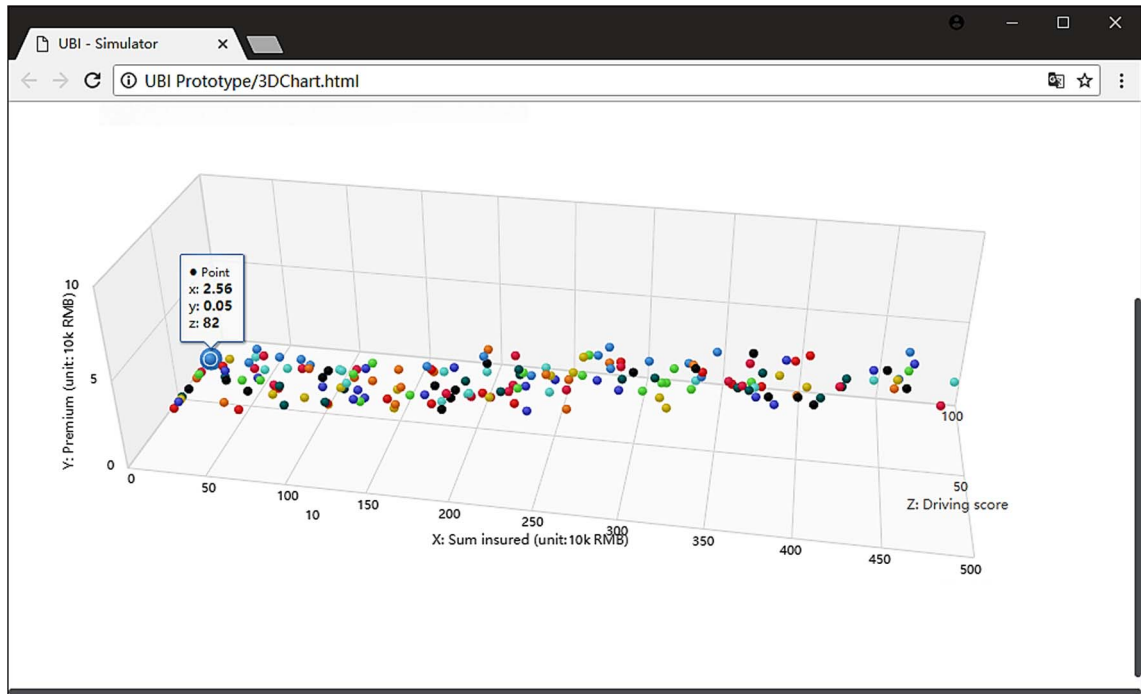 UBI - Simulator
UBI Prototype/3DChart.html
● Point
x: 2.56
y: 0.05
z: 82
10
5
0
Y: Premium (unit: 10k RMB)
0
50
100
150
200
250
300
350
400
450
500
10
X: Sum insured (unit:10k RMB)
100
50
Z: Driving score